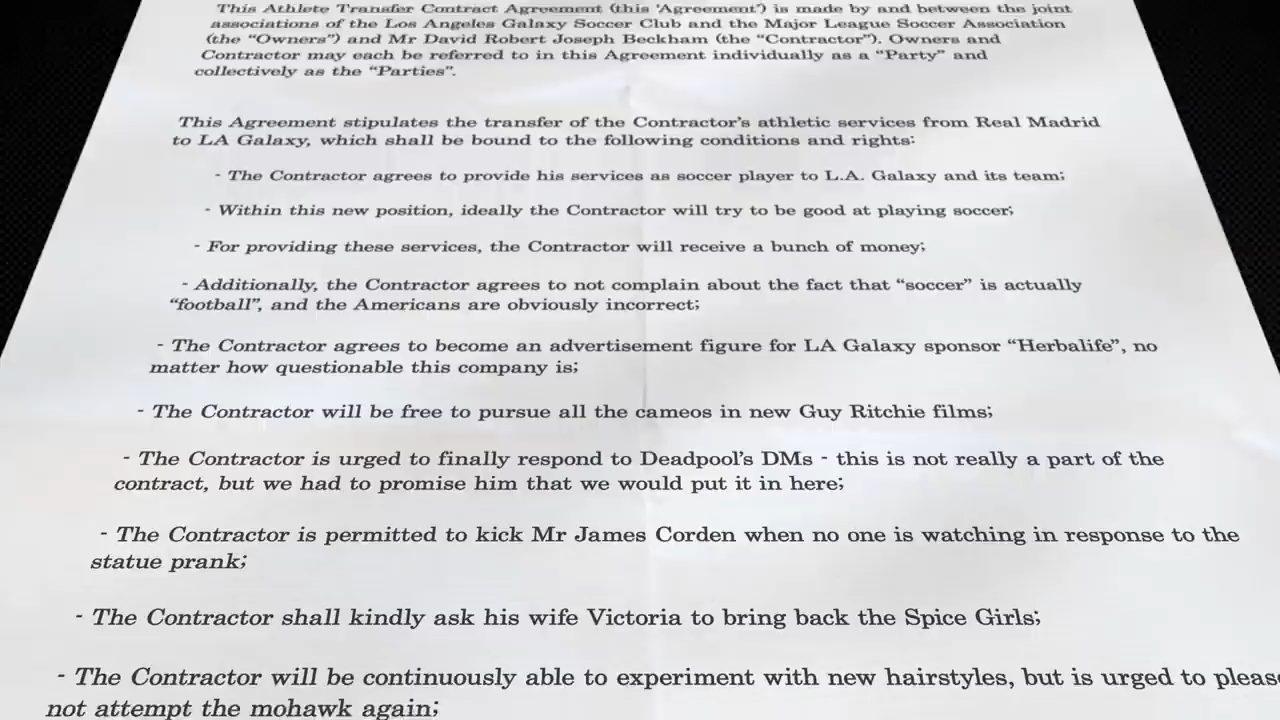 This Athlete Transfer Contract Agreement (this 'Agreement') is made by and between the joint
associations of the Los Angeles Galaxy Soccer Club and the Major League Soccer Association
(the “Owners”) and Mr David Robert Joseph Beckham (the “Contractor”). Owners and
Contractor may each be referred to in this Agreement individually as a “Party” and
collectively as the “Parties”.
This Agreement stipulates the transfer of the Contractor’s athletic services from Real Madrid
to LA Galaxy, which shall be bound to the following conditions and rights:
- The Contractor agrees to provide his services as soccer player to L.A. Galaxy and its team;
- Within this new position, ideally the Contractor will try to be good at playing soccer;
- For providing these services, the Contractor will receive a bunch of money;
- Additionally, the Contractor agrees to not complain about the fact that “soccer” is actually
“football”, and the Americans are obviously incorrect;
- The Contractor agrees to become an advertisement figure for LA Galaxy sponsor “Herbalife”, no
matter how questionable this company is;
- The Contractor will be free to pursue all the cameos in new Guy Ritchie films;
- The Contractor is urged to finally respond to Deadpool’s DMs - this is not really a part of the
contract, but we had to promise him that we would put it in here;
- The Contractor is permitted to kick Mr James Corden when no one is watching in response to the
statue prank;
- The Contractor shall kindly ask his wife Victoria to bring back the Spice Girls;
- The Contractor will be continuously able to experiment with new hairstyles, but is urged to please
not attempt the mohawk again;